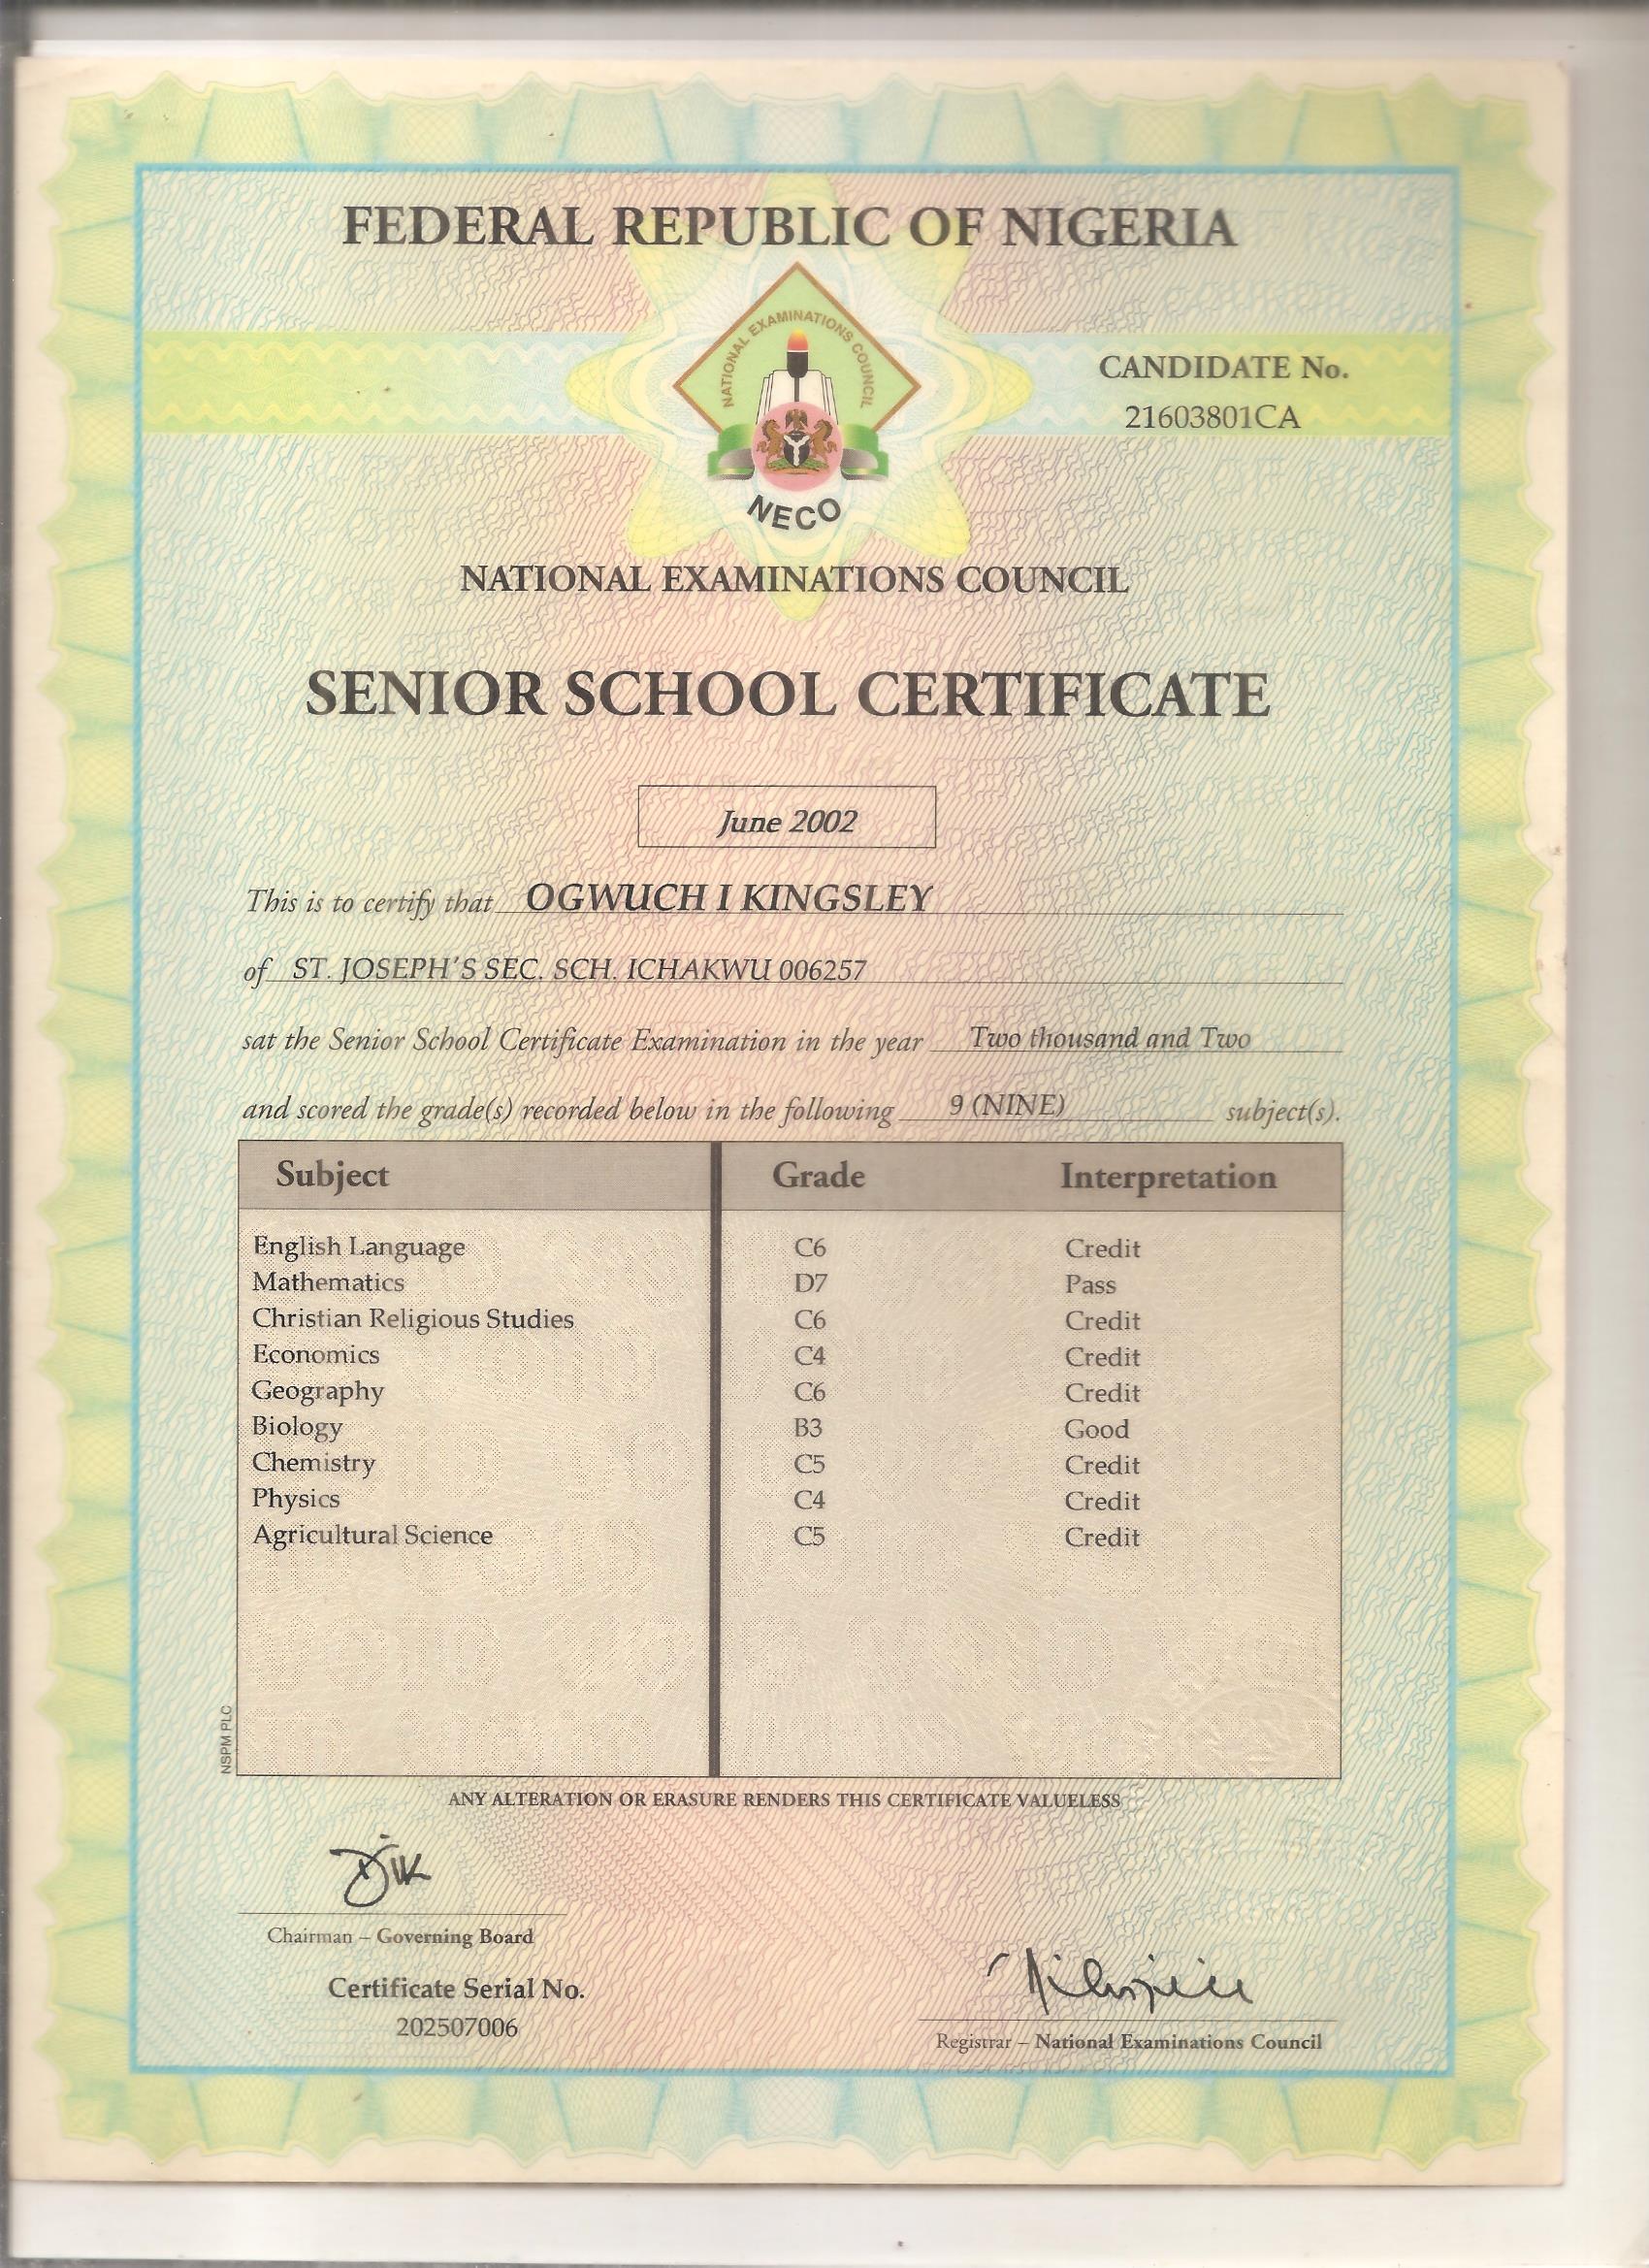 FEDERAL REPUBLIC OF NIGERIA
NATIONAL EXAMINATIONS COUNCIL
NECO
CANDIDATE No.
21603801CA
NATIONAL EXAMINATIONS COUNCIL
SENIOR SCHOOL CERTIFICATE
June 2002
This is to certify that OGWUCH I KINGSLEY
of ST. JOSEPH'S SEC. SCH. ICHAKWU 006257
sat the Senior School Certificate Examination in the year Two thousand and Two
and scored the grade(s) recorded below in the following 9 (NINE) subject(s).
Subject Grade Interpretation
English Language C6 Credit
Mathematics D7 Pass
Christian Religious Studies C6 Credit
Economics C4 Credit
Geography C6 Credit
Biology B3 Good
Chemistry C5 Credit
Physics C4 Credit
Agricultural Science C5 Credit
NSPM PLC
ANY ALTERATION OR ERASURE RENDERS THIS CERTIFICATE VALUELESS
Chairman – Governing Board
Certificate Serial No.
202507006
Registrar – National Examinations Council